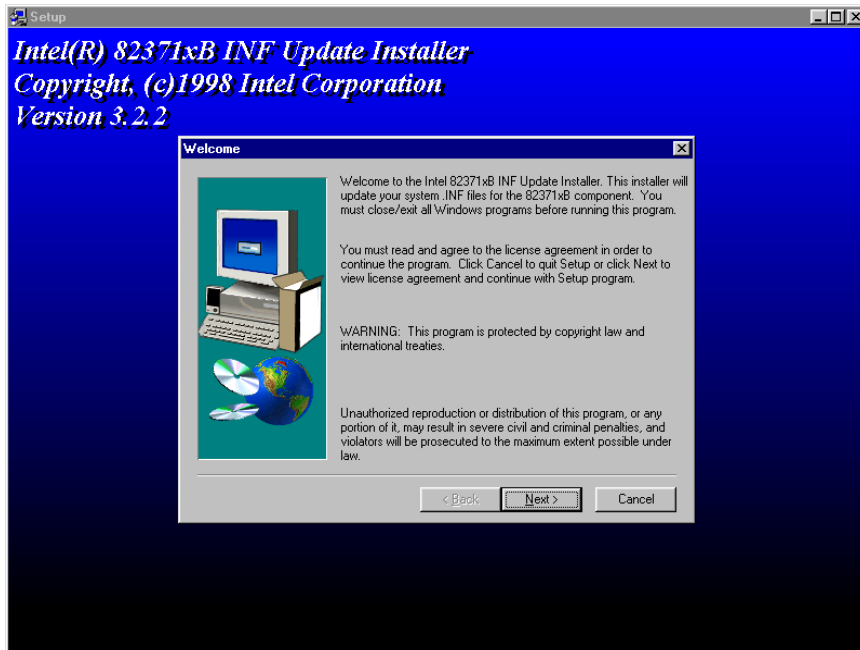 Setup
Intel(R) 82371xB INF Update Installer
Copyright, (c)1998 Intel Corporation
Version 3.2.2
Welcome
Welcome to the Intel 82371xB INF Update Installer. This installer will
update your system .INF files for the 82371xB component. You
must close/exit all Windows programs before running this program.
You must read and agree to the license agreement in order to
continue the program. Click Cancel to quit Setup or click Next to
view license agreement and continue with Setup program.
WARNING: This program is protected by copyright law and
international treaties.
Unauthorized reproduction or distribution of this program, or any
portion of it, may result in severe civil and criminal penalties, and
violators will be prosecuted to the maximum extent possible under
law.
< Back Next > Cancel